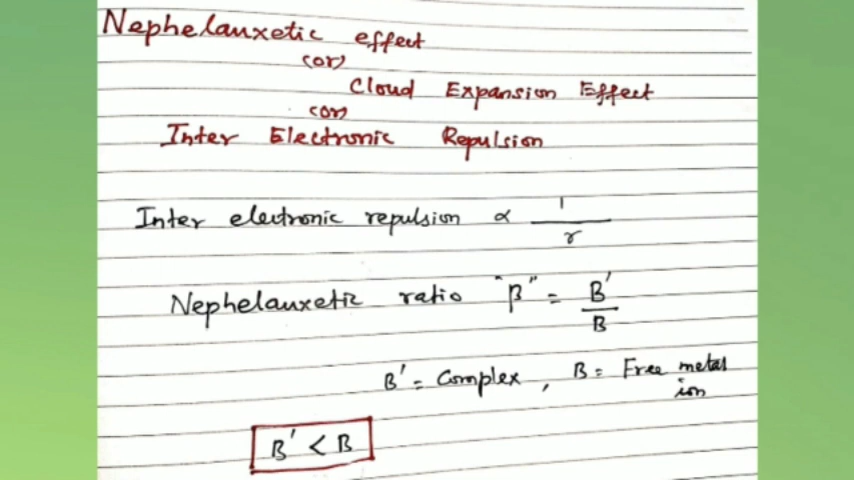 Nephelauxetic effect
(or)
Cloud Expansion Effect
(or)
Inter Electronic Repulsion
Inter electronic repulsion ∝ 1/r
Nephelauxetic ratio "β" = B'/B
B' = Complex, B = Free metal
ion
B' < B